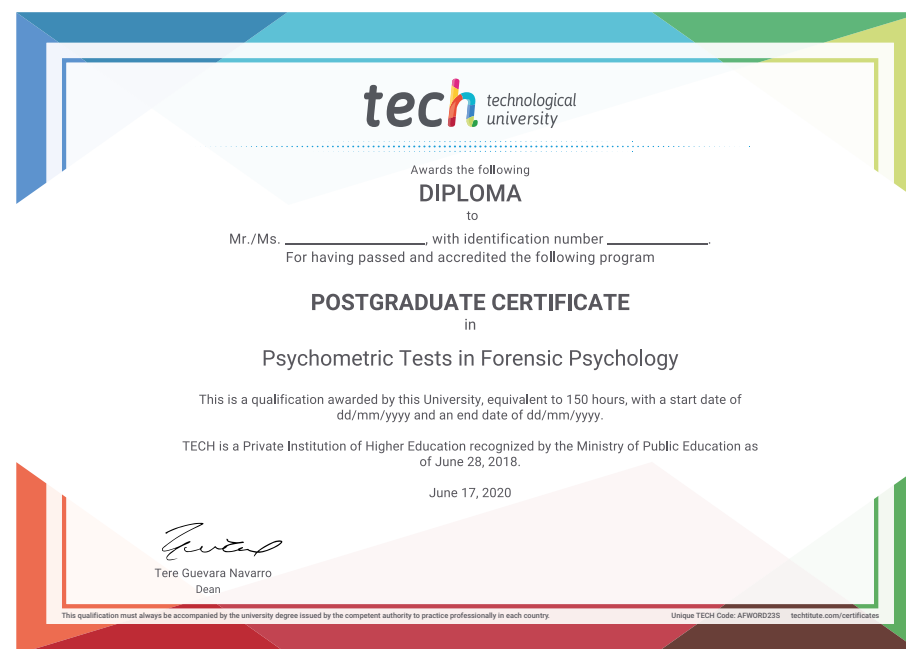 tech technological
university
Awards the following
DIPLOMA
to
Mr./Ms. ____________, with identification number ____________.
For having passed and accredited the following program
POSTGRADUATE CERTIFICATE
in
Psychometric Tests in Forensic Psychology
This is a qualification awarded by this University, equivalent to 150 hours, with a start date of
dd/mm/yyyy and an end date of dd/mm/yyyy.
TECH is a Private Institution of Higher Education recognized by the Ministry of Public Education as
of June 28, 2018.
June 17, 2020
Tere Guevara Navarro
Dean
This qualification must always be accompanied by the university degree issued by the competent authority to practice professionally in each country.
Unique TECH Code: AFWORD23S techtitute.com/certificates